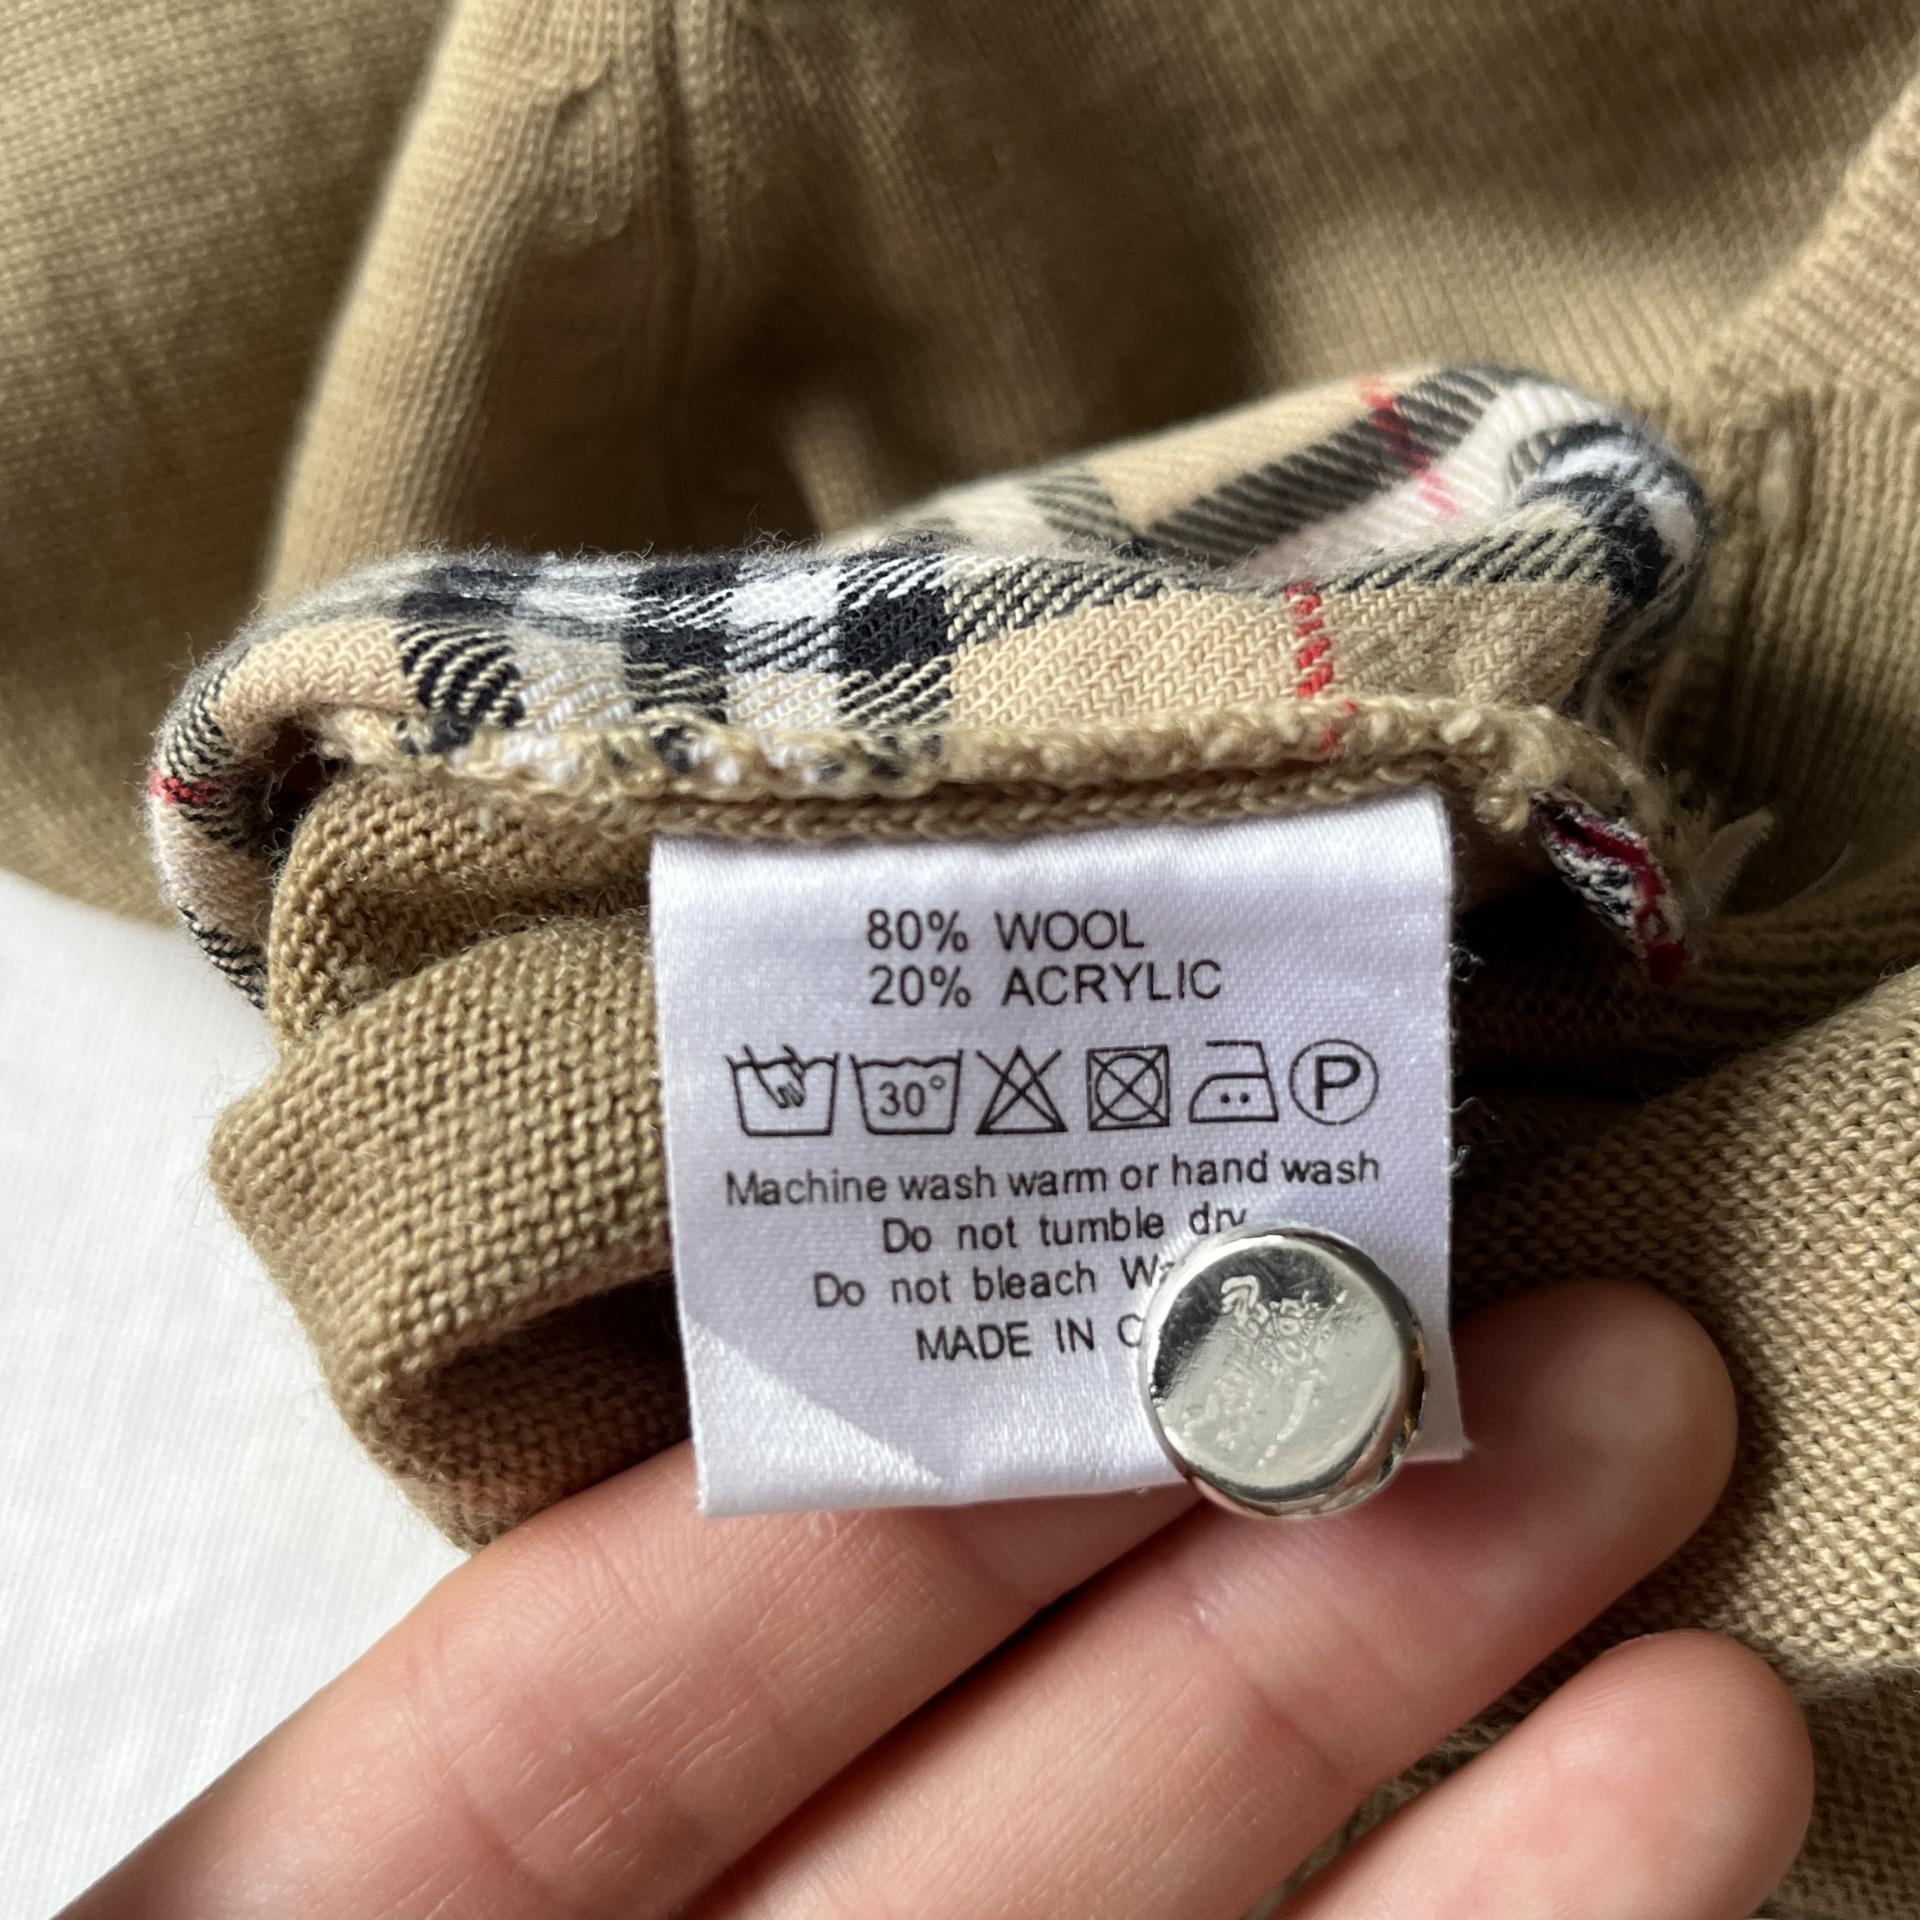 80% WOOL
20% ACRYLIC
30° P
Machine wash warm or hand wash
Do not tumble dry
Do not bleach
MADE IN